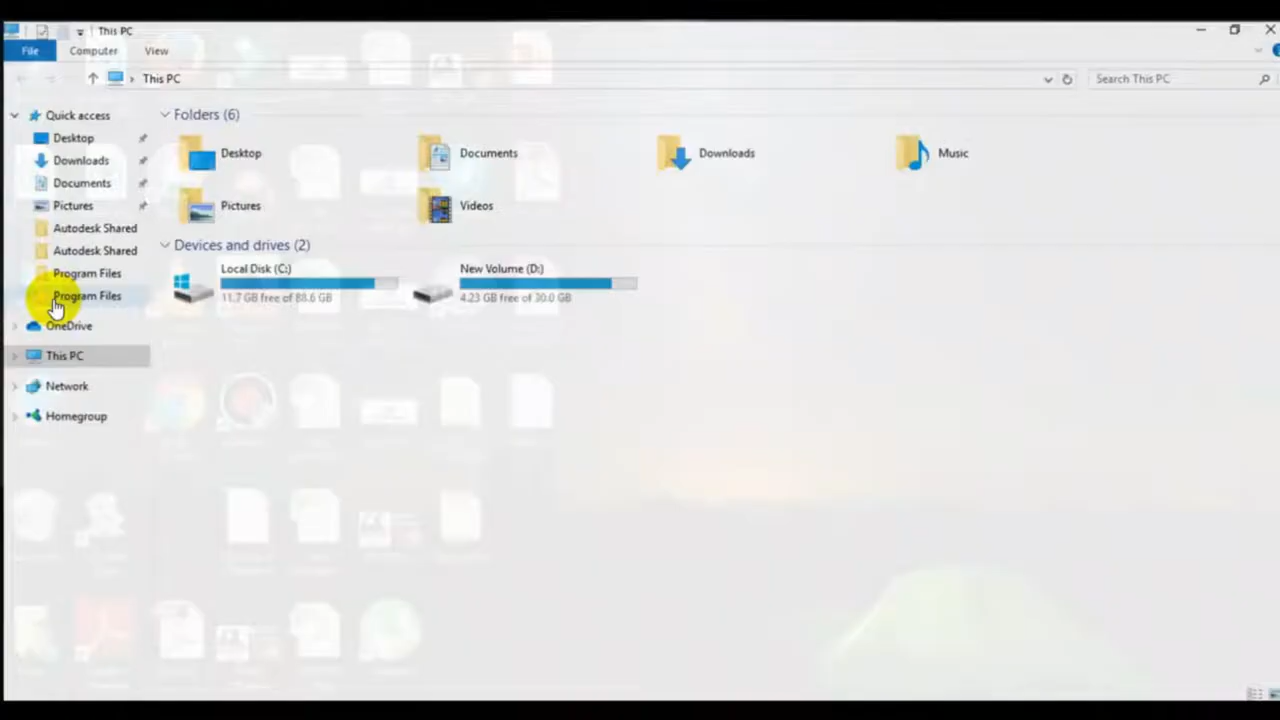 This PC
File Computer View
This PC
Search This PC
Quick access
Desktop
Downloads
Documents
Pictures
Autodesk Shared
Autodesk Shared
Program Files
Program Files
OneDrive
This PC
Network
Homegroup
Folders (6)
Desktop
Documents
Downloads
Music
Pictures
Videos
Devices and drives (2)
Local Disk (C:)
11.7 GB free of 88.6 GB
New Volume (D:)
4.23 GB free of 30.0 GB